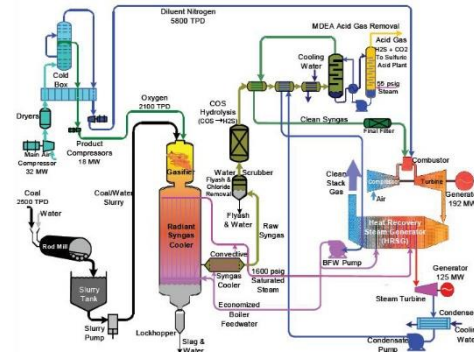 Diluent Nitrogen
5800 TPD
MDEA Acid Gas Removal
Acid Gas
H2S + CO2
To Sulfuric
Acid Plant
Cooling
Water
55 psig
Steam
Cold
Box
COS
Hydrolysis
(COS →H2S)
Oxygen
2100 TPD
Clean Syngas
Final Filter
Dryers
Product
Compressors
18 MW
Main Air
Compressor
32 MW
Gasifier
Water Scrubber
Flyash
& Chloride
Removal
Combustor
Compressor
Turbine
Air
Generat
192 MW
Clean
Stack
Gas
Coal
2500 TPD
Water
Coal/Water
Slurry
Flyash &
Water
Rod Mill
Radiant
Syngas
Cooler
Raw Syngas
Heat Recovery
Steam Generator
(HRSG)
BFW Pump
Convective
Syngas
Cooler
1600 psig
Saturated
Steam
Generator
125 MW
Slurry
Tank
Economized
Boiler
Feedwater
Steam Turbine
Slurry
Pump
Lockhopper
Slag &
Water
Condense
Coolin
Wate
Condensate
Pump